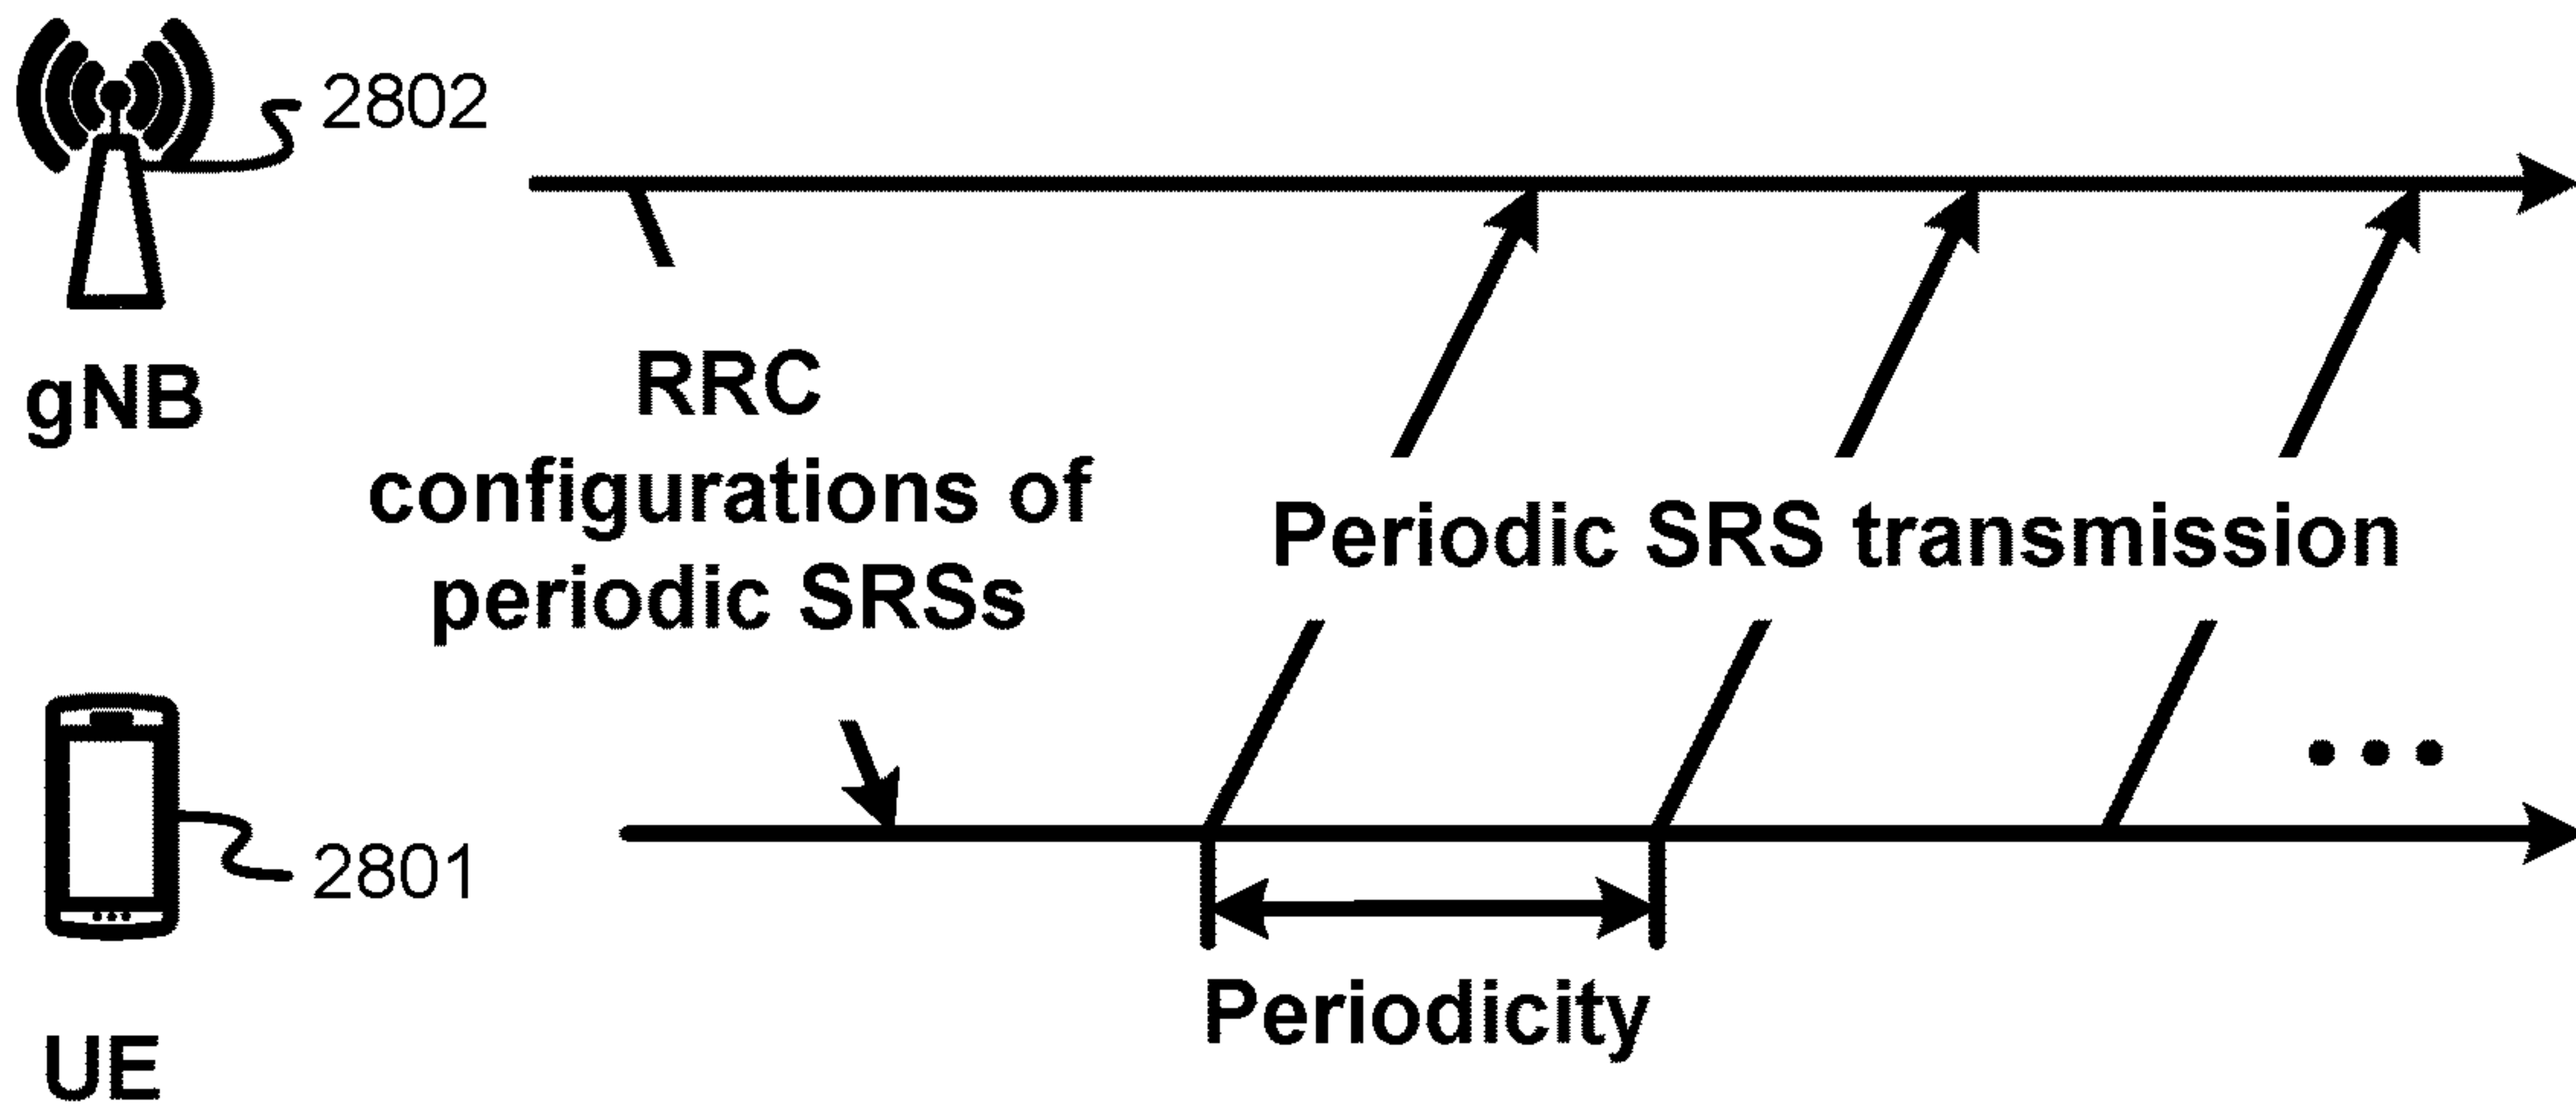 2802
gNB
RRC
configurations of
periodic SRSs
Periodic SRS transmission
2801
Periodicity
UE